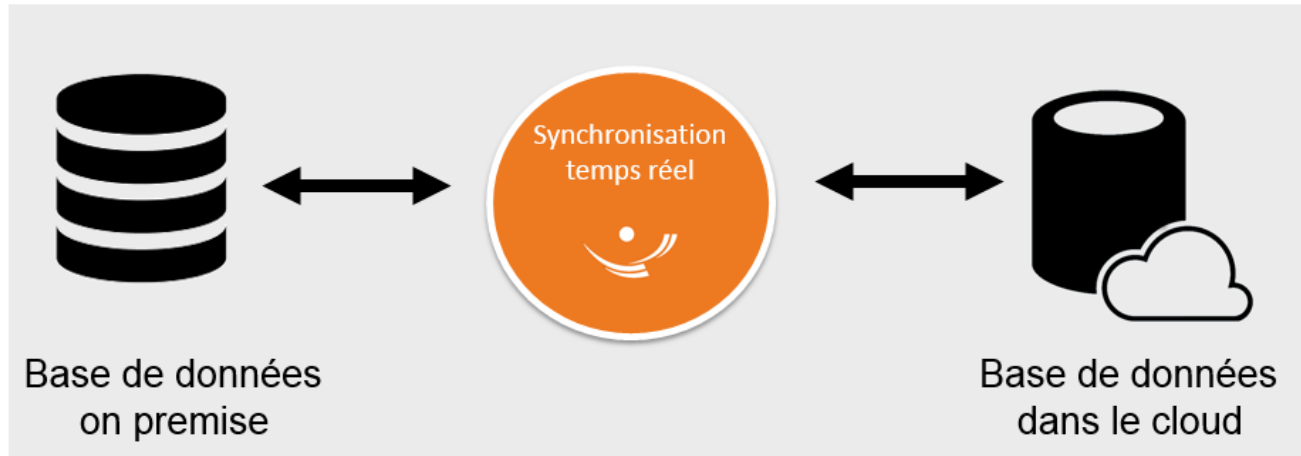 Synchronisation
temps réel
Base de données
on premise
Base de données
dans le cloud